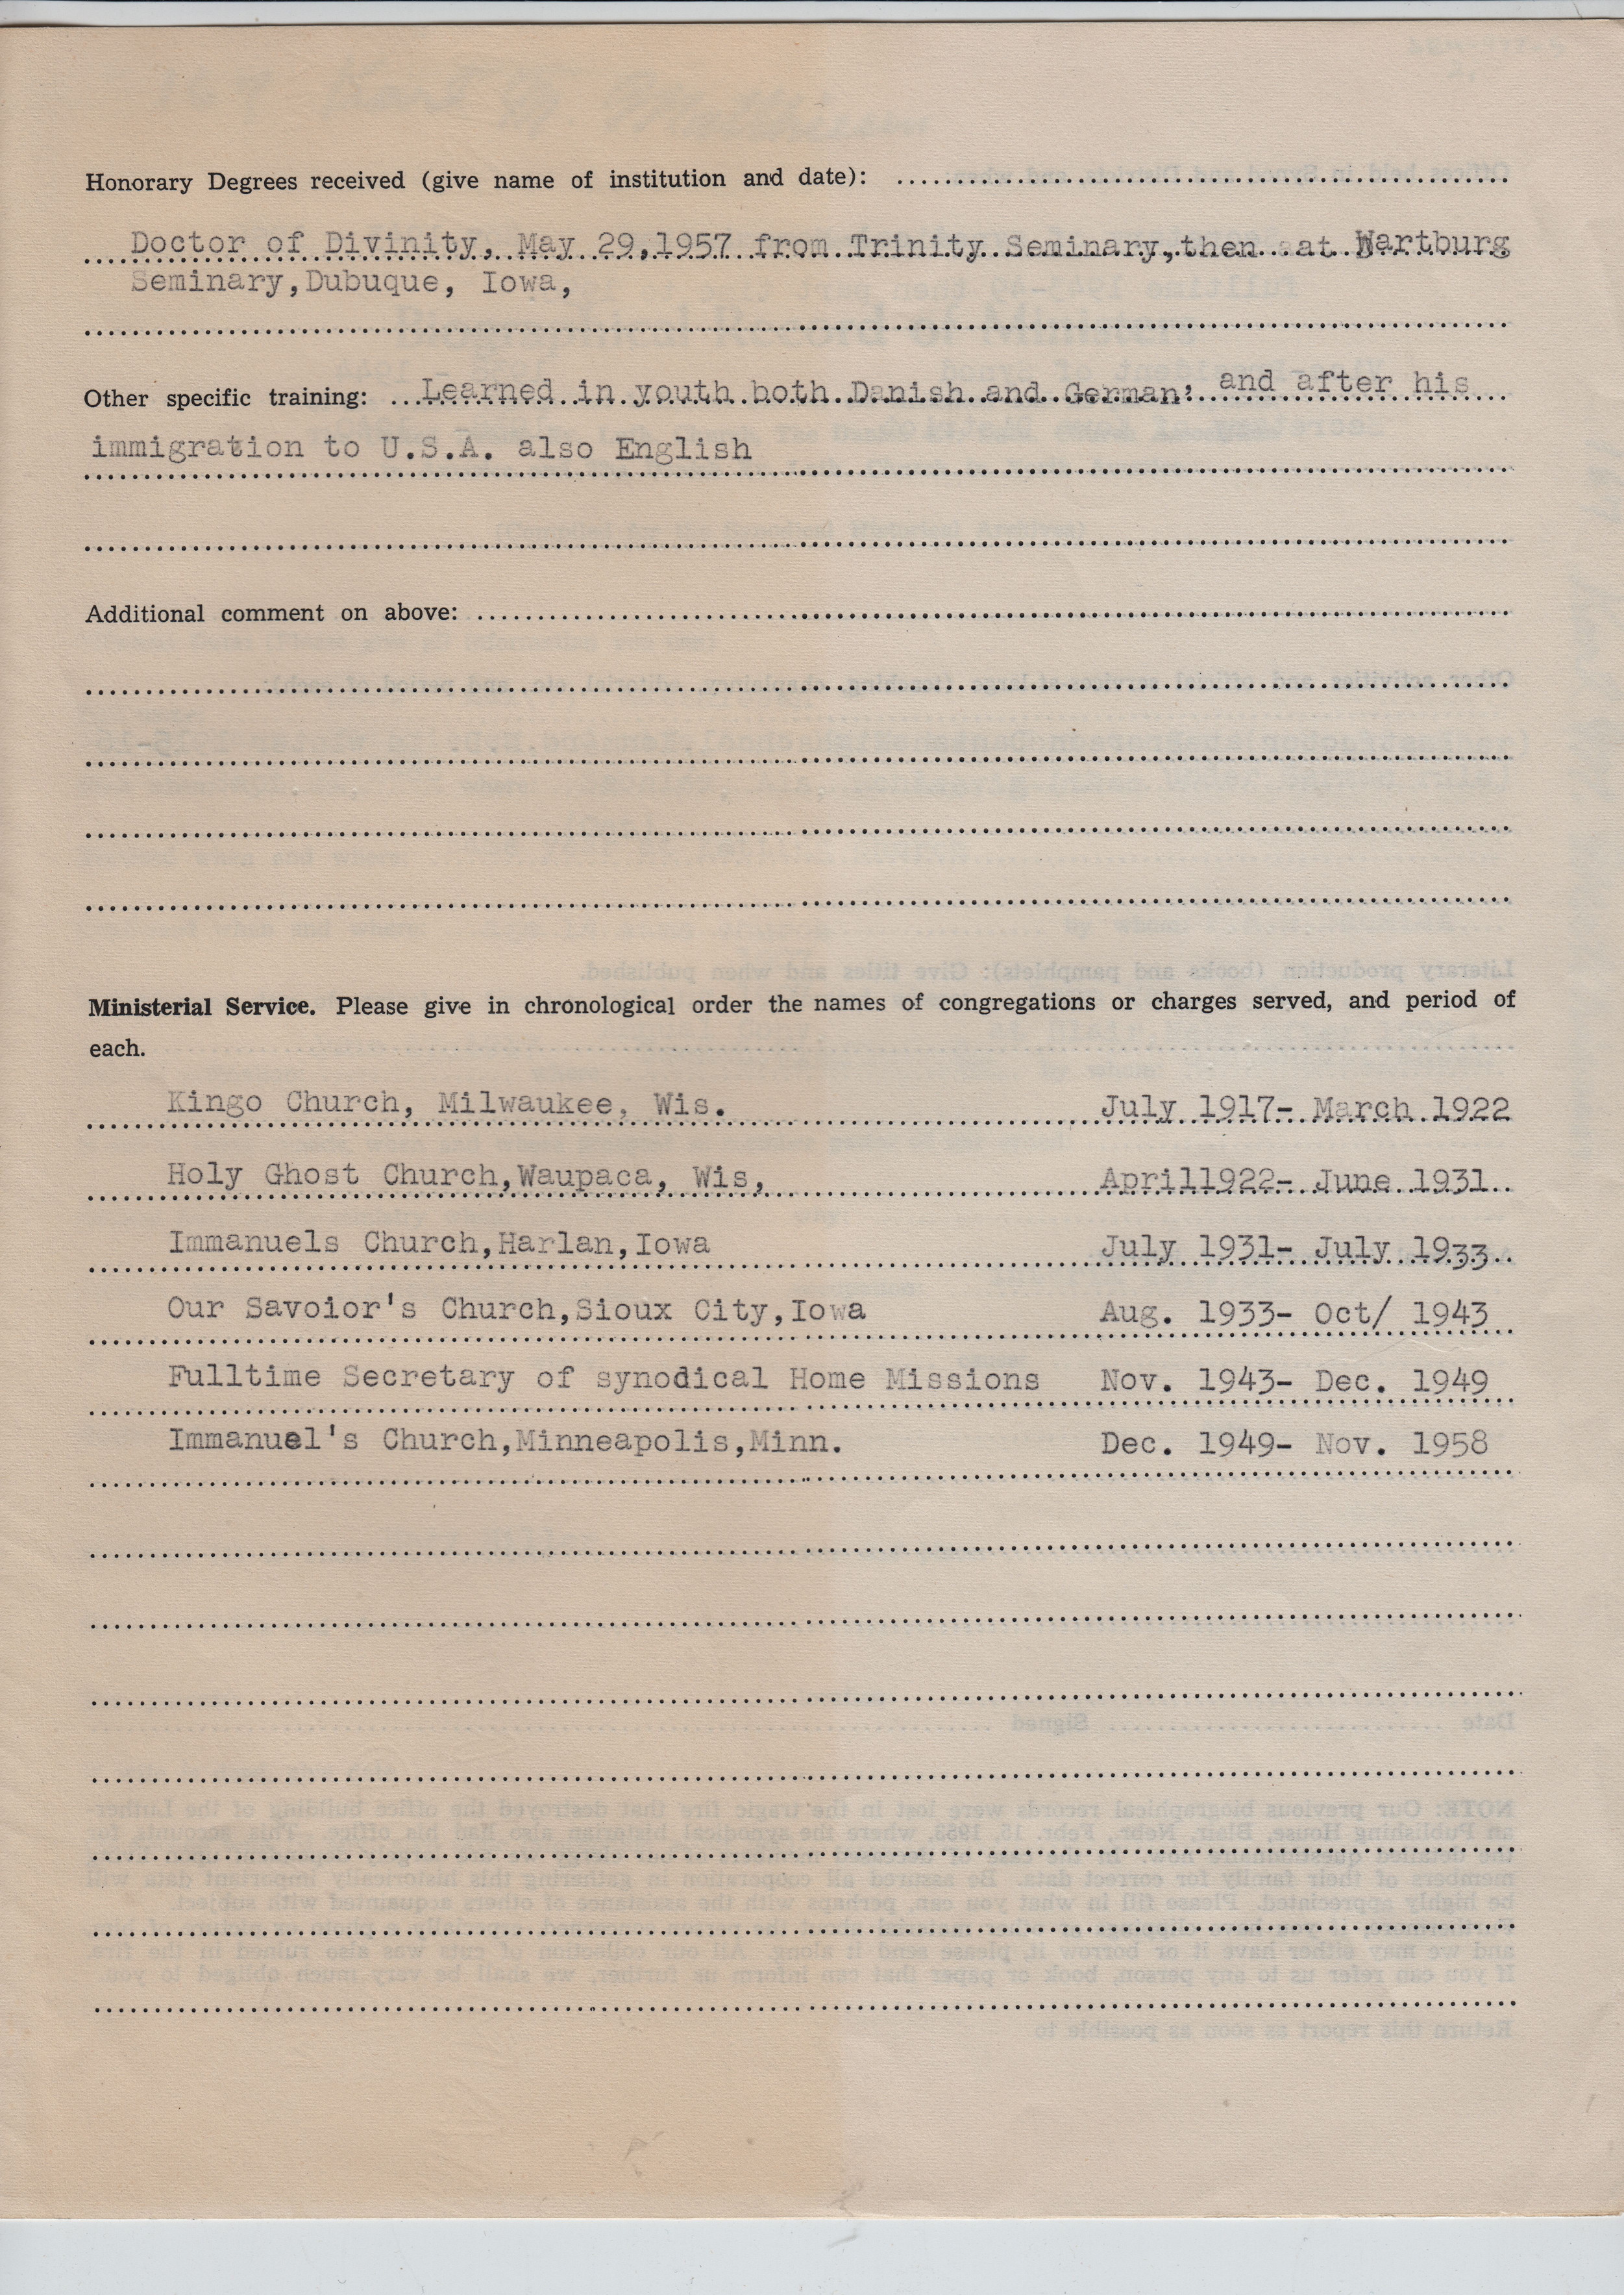 Honorary Degrees received (give name of institution and date):
Doctor of Divinity, May 29,1957 from Trinity Seminary,then at Wartburg
Seminary,Dubuque, Iowa,
Other specific training: Learned in youth both Danish and German, and after his
immigration to U.S.A. also English
Additional comment on above:
Ministerial Service. Please give in chronological order the names of congregations or charges served, and period of
each.
Kingo Church, Milwaukee, Wis. July 1917- March 1922
Holy Ghost Church,Waupaca, Wis, April1922- June 1931
Immanuels Church,Harlan,Iowa July 1931- July 1933
Our Savoior's Church,Sioux City,Iowa Aug. 1933- Oct/ 1943
Fulltime Secretary of synodical Home Missions Nov. 1943- Dec. 1949
Immanuel's Church,Minneapolis,Minn. Dec. 1949- Nov. 1958